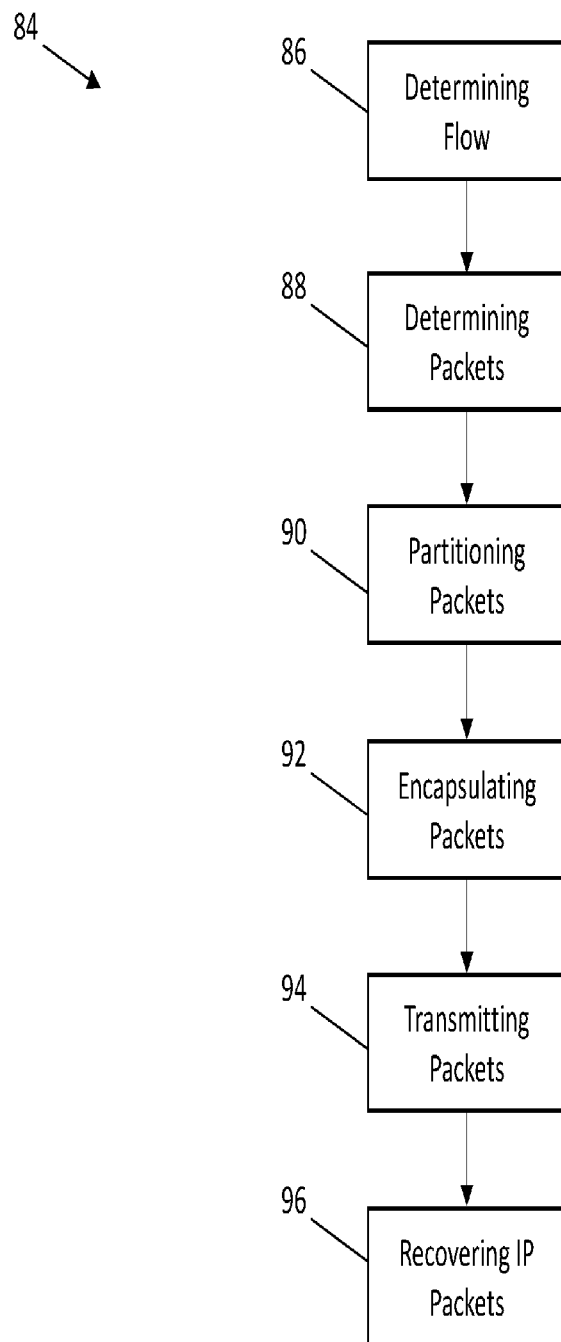 84
86
Determining
Flow
88
Determining
Packets
90
Partitioning
Packets
92
Encapsulating
Packets
94
Transmitting
Packets
96
Recovering IP
Packets